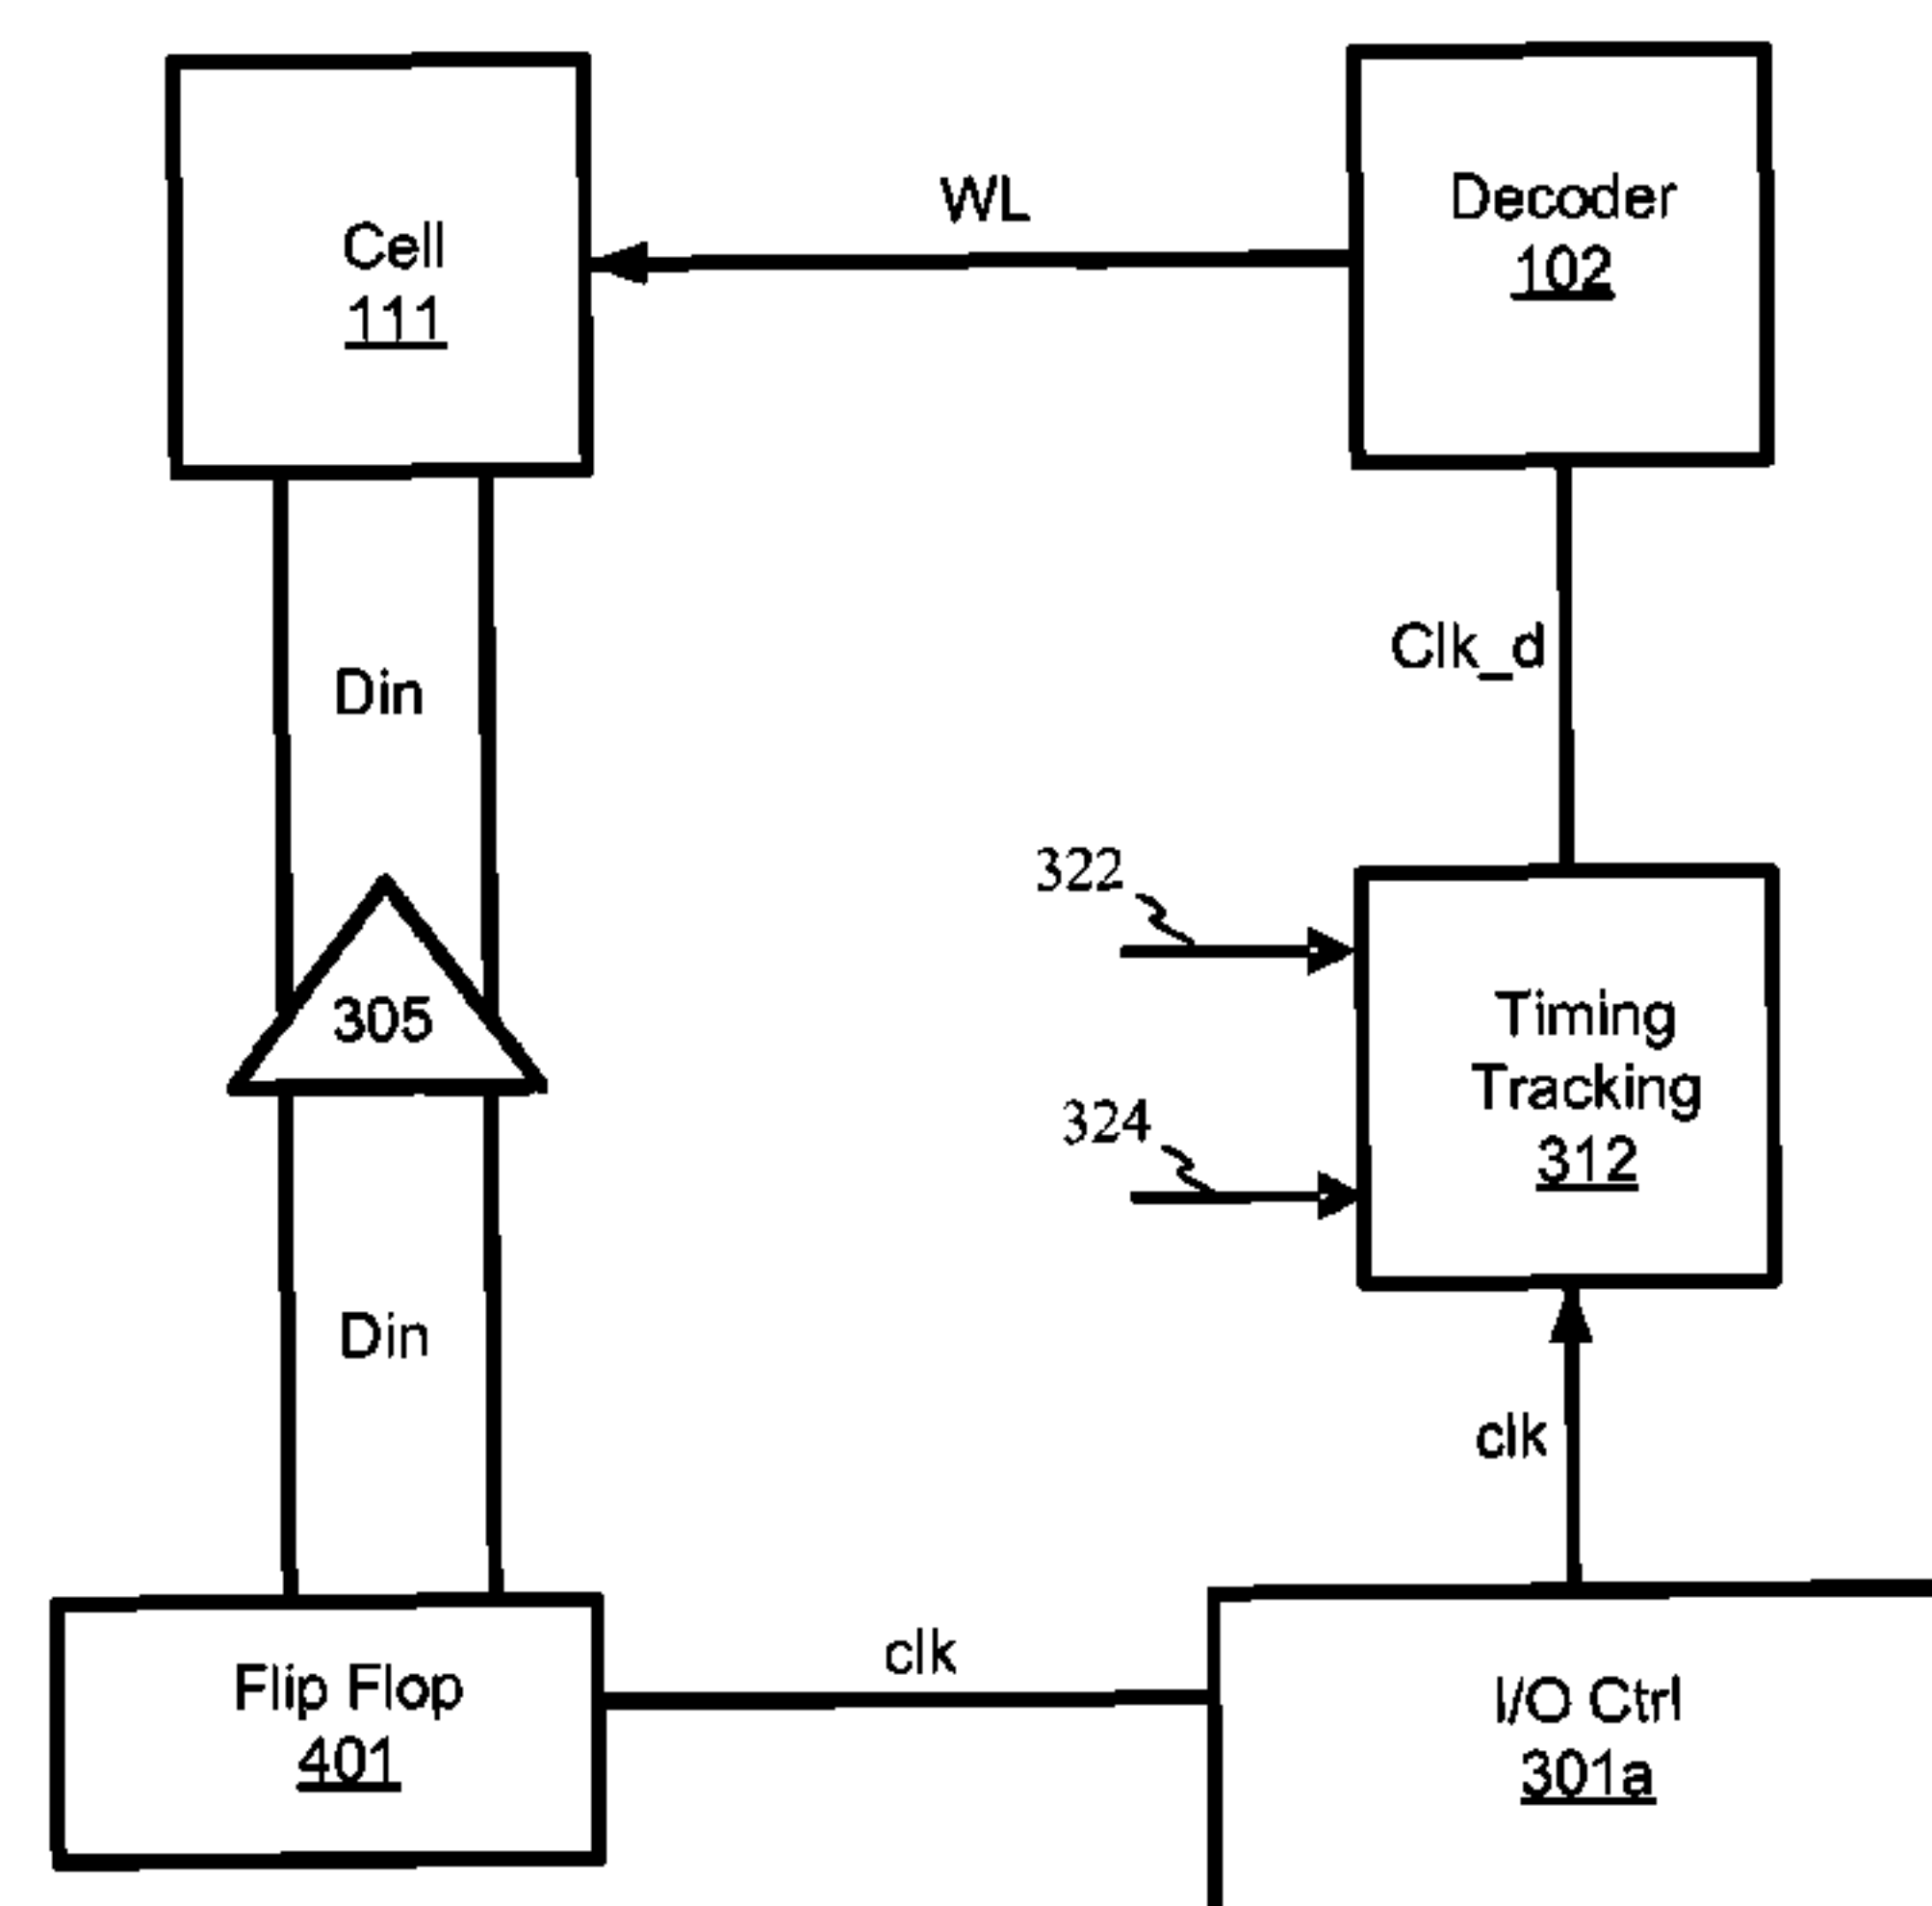 Cell
111
WL
Decoder
102
Din
Clk_d
322
305
Timing
Tracking
312
324
Din
clk
Flip Flop
401
clk
I/O Ctrl
301a